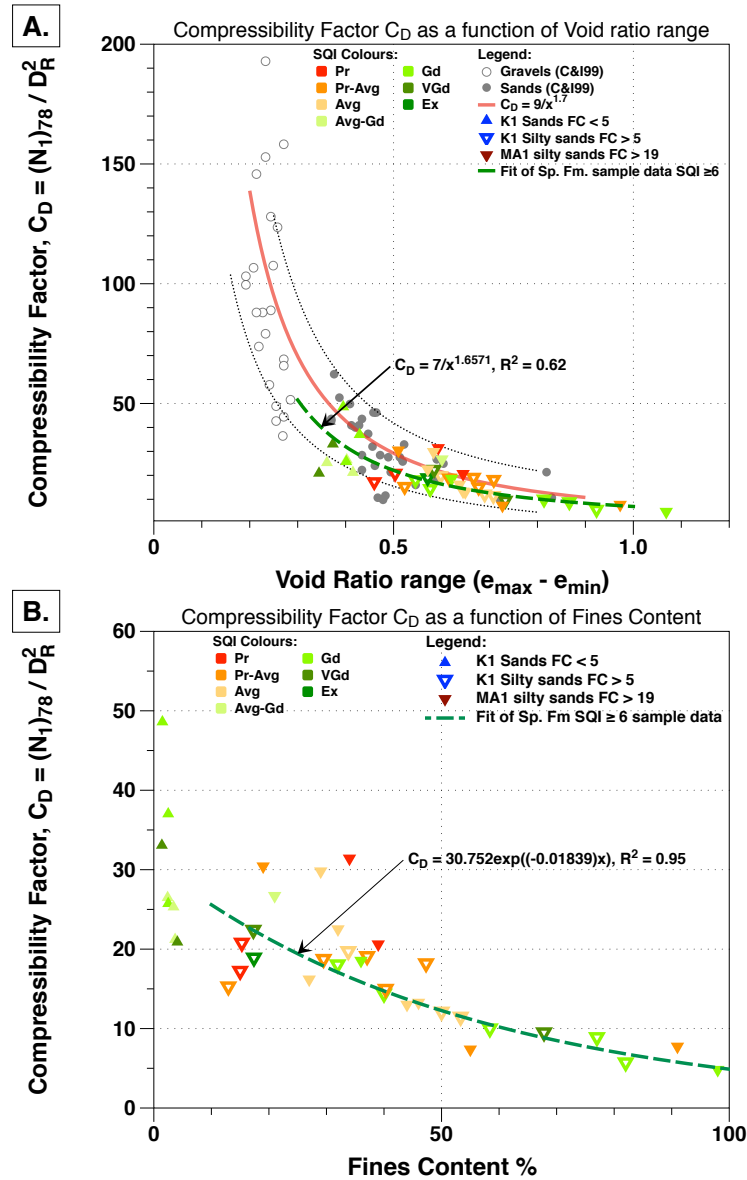 A.
Compressibility Factor C_D as a function of Void ratio range
Compressibility Factor, C_D = (N_1)_78 / D_R^2
200
150
100
50
0
SQI Colours:
Pr
Pr-Avg
Avg
Avg-Gd
Gd
VGd
Ex
Legend:
Gravels (C&I99)
Sands (C&I99)
C_D = 9/x^1.7
K1 Sands FC < 5
K1 Silty sands FC > 5
MA1 silty sands FC > 19
Fit of Sp. Fm. sample data SQI ≥6
C_D = 7/x^1.6571, R^2 = 0.62
0
0.5
1.0
Void Ratio range (e_max - e_min)
B.
Compressibility Factor C_D as a function of Fines Content
Compressibility Factor, C_D = (N_1)_78 / D_R^2
60
50
40
30
20
10
0
SQI Colours:
Pr
Pr-Avg
Avg
Avg-Gd
Gd
VGd
Ex
Legend:
K1 Sands FC < 5
K1 Silty sands FC > 5
MA1 silty sands FC > 19
Fit of Sp. Fm SQI ≥ 6 sample data
C_D = 30.752exp((-0.01839)x), R^2 = 0.95
0
50
100
Fines Content %